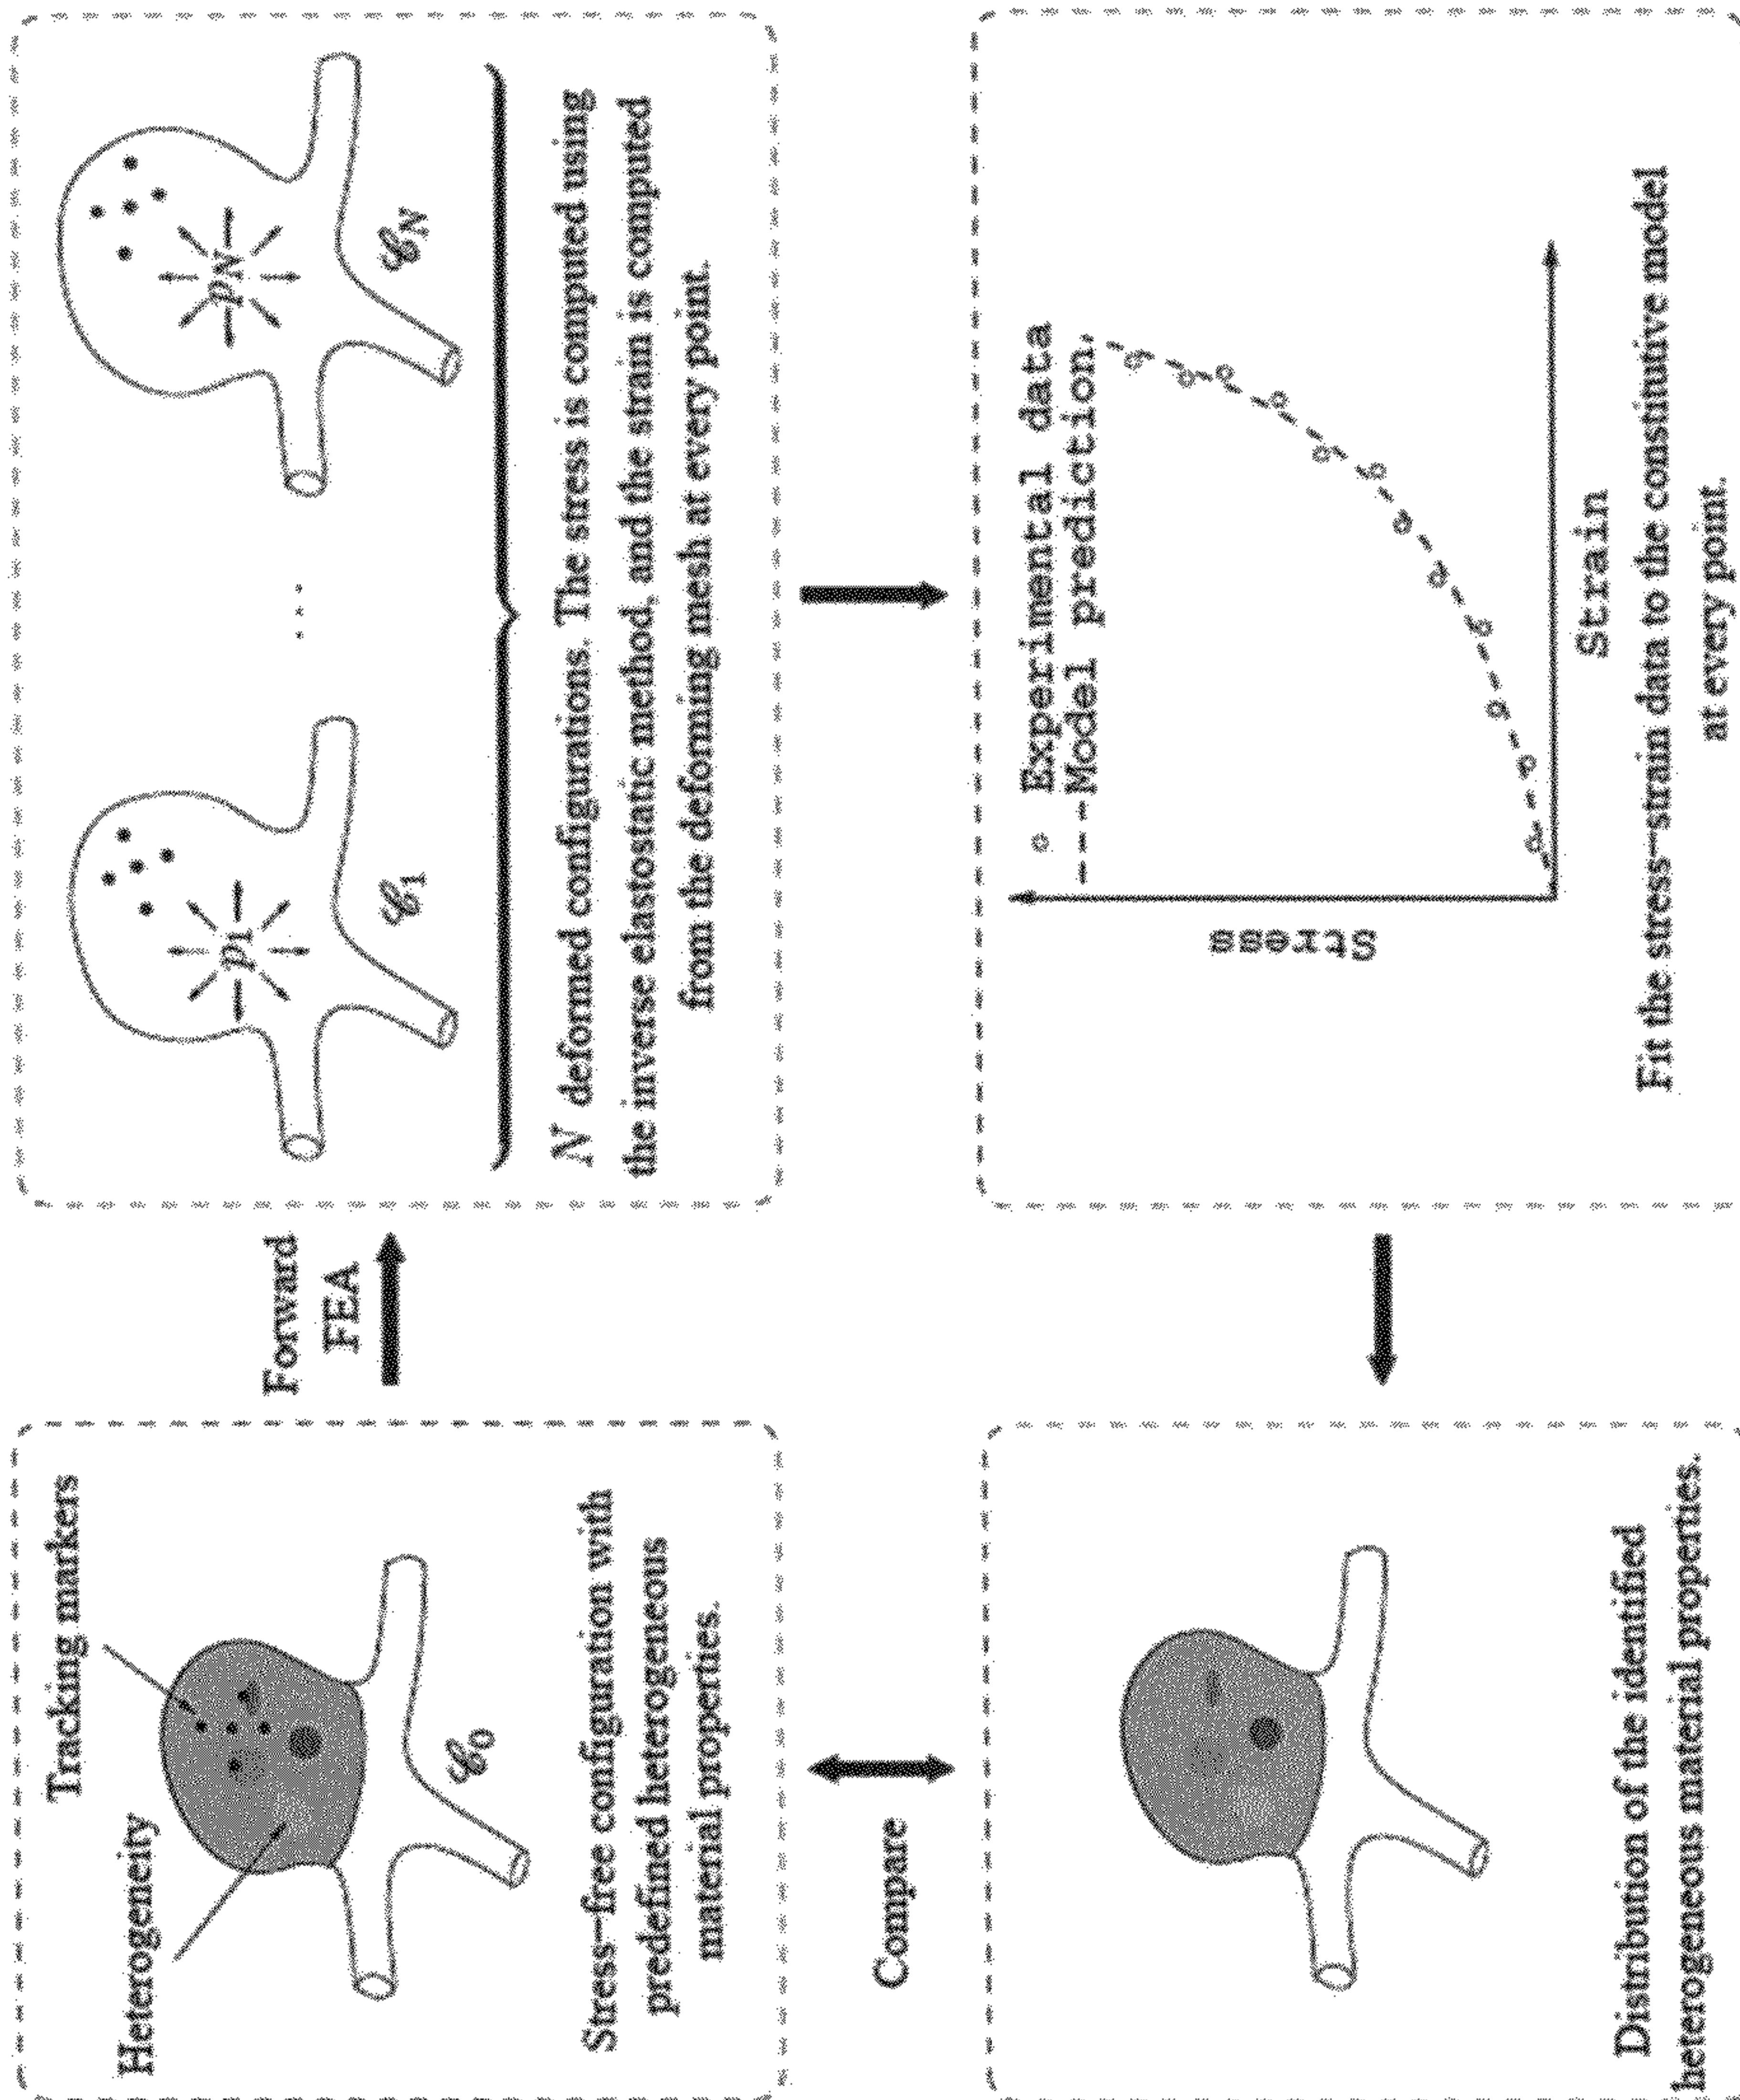 Tracking markers
Heterogeneity
𝒞0
Stress-free configuration with
predefined heterogeneous
material properties.
Forward
FEA
p1
𝒞1
...
pN
𝒞N
N deformed configurations. The stress is computed using
the inverse elastostatic method, and the strain is computed
from the deforming mesh at every point.
Compare
Distribution of the identified
heterogeneous material properties.
Experimental data
Model prediction.
Stress
Strain
Fit the stress-strain data to the constitutive model
at every point.